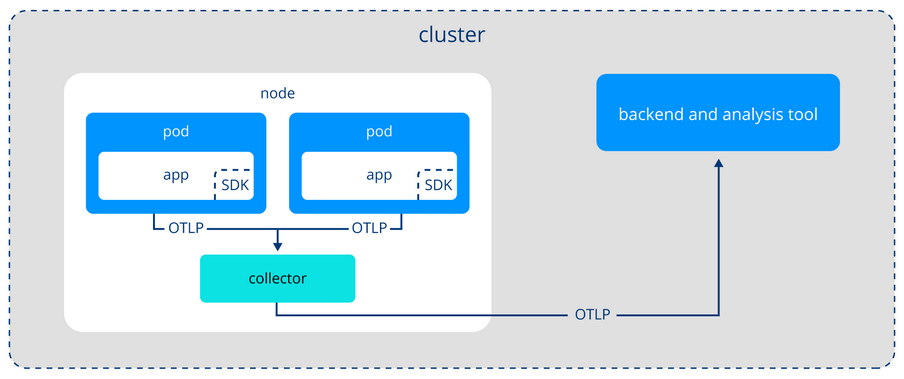 cluster
node
backend and analysis tool
pod
pod
app
SDK
app
SDK
OTLP
OTLP
collector
OTLP